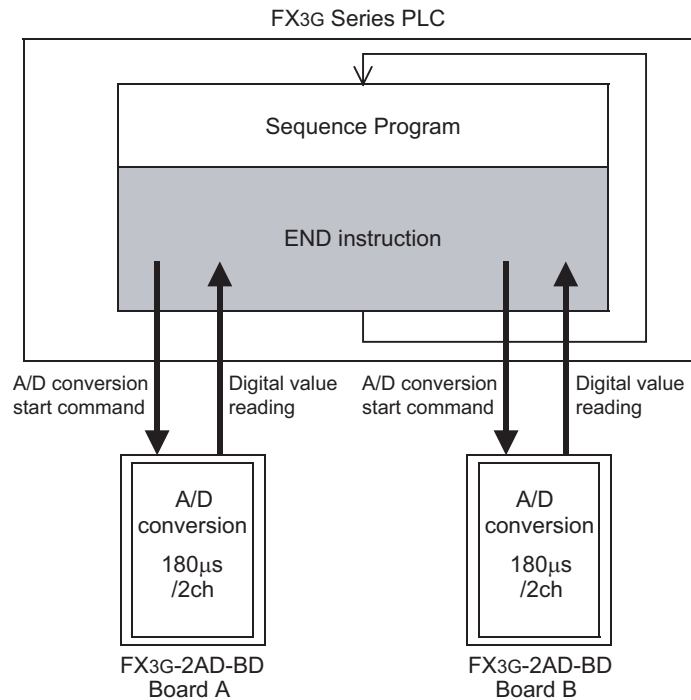 FX3G Series PLC
Sequence Program
END instruction
A/D conversion
start command
Digital value
reading
A/D conversion
start command
Digital value
reading
A/D
conversion
180μs
/2ch
A/D
conversion
180μs
/2ch
FX3G-2AD-BD
Board A
FX3G-2AD-BD
Board B